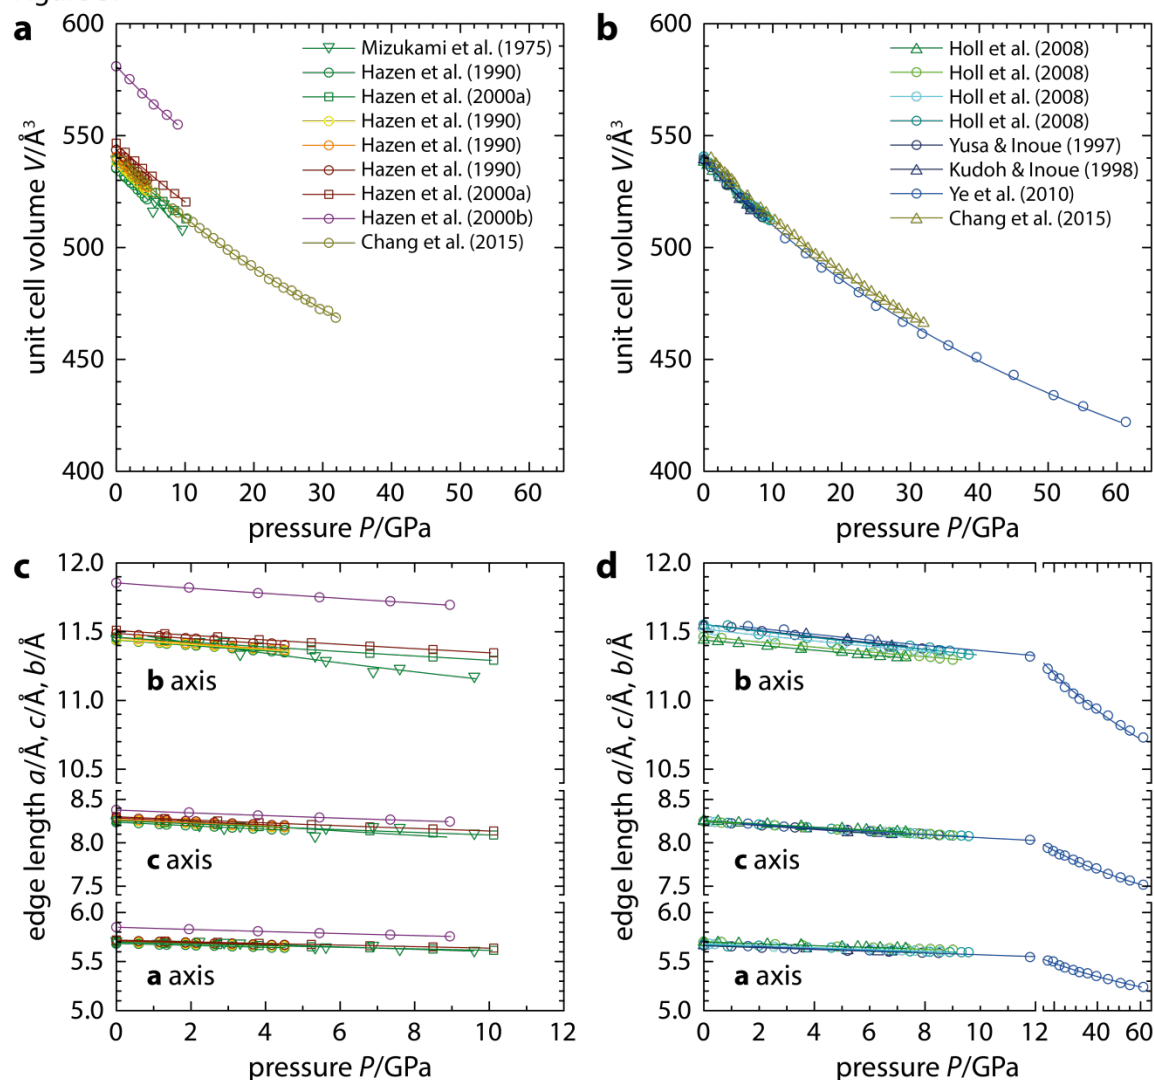 a
600
550
500
450
400
unit cell volume V/Å³
0 10 20 30 40 50 60
pressure P/GPa
Mizukami et al. (1975)
Hazen et al. (1990)
Hazen et al. (2000a)
Hazen et al. (1990)
Hazen et al. (1990)
Hazen et al. (1990)
Hazen et al. (2000a)
Hazen et al. (2000b)
Chang et al. (2015)
b
600
550
500
450
400
unit cell volume V/Å³
0 10 20 30 40 50 60
pressure P/GPa
Holl et al. (2008)
Holl et al. (2008)
Holl et al. (2008)
Holl et al. (2008)
Yusa & Inoue (1997)
Kudoh & Inoue (1998)
Ye et al. (2010)
Chang et al. (2015)
c
12.0
11.5
11.0
10.5
8.5
8.0
7.5
6.0
5.5
5.0
edge length a/Å, c/Å, b/Å
b axis
c axis
a axis
0 2 4 6 8 10 12
pressure P/GPa
d
12.0
11.5
11.0
10.5
8.5
8.0
7.5
6.0
5.5
5.0
edge length a/Å, c/Å, b/Å
b axis
c axis
a axis
0 2 4 6 8 10 12 40 60
pressure P/GPa